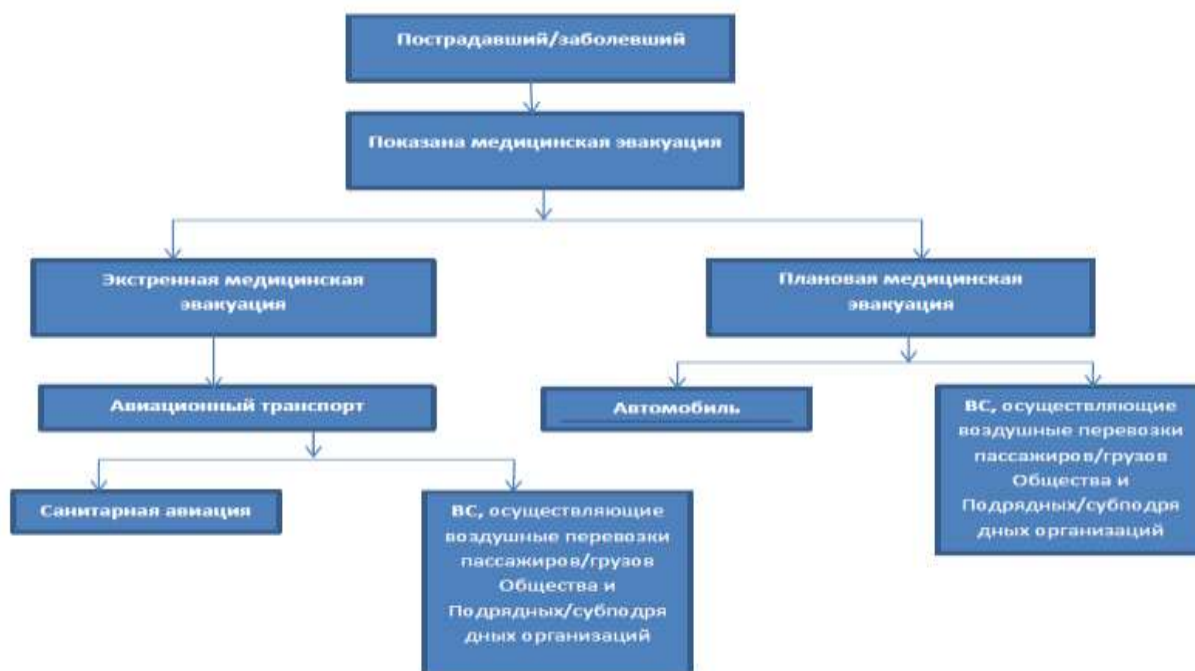 Пострадавший/заболевший
Показана медицинская эвакуация
Экстренная медицинская
эвакуация
Плановая медицинская
эвакуация
Авиационный транспорт
Автомобиль
ВС, осуществляющие
воздушные перевозки
пассажиров/грузов
Общества и
Подрядных/субподря
дных организаций
Санитарная авиация
ВС, осуществляющие
воздушные перевозки
пассажиров/грузов
Общества и
Подрядных/субподря
дных организаций